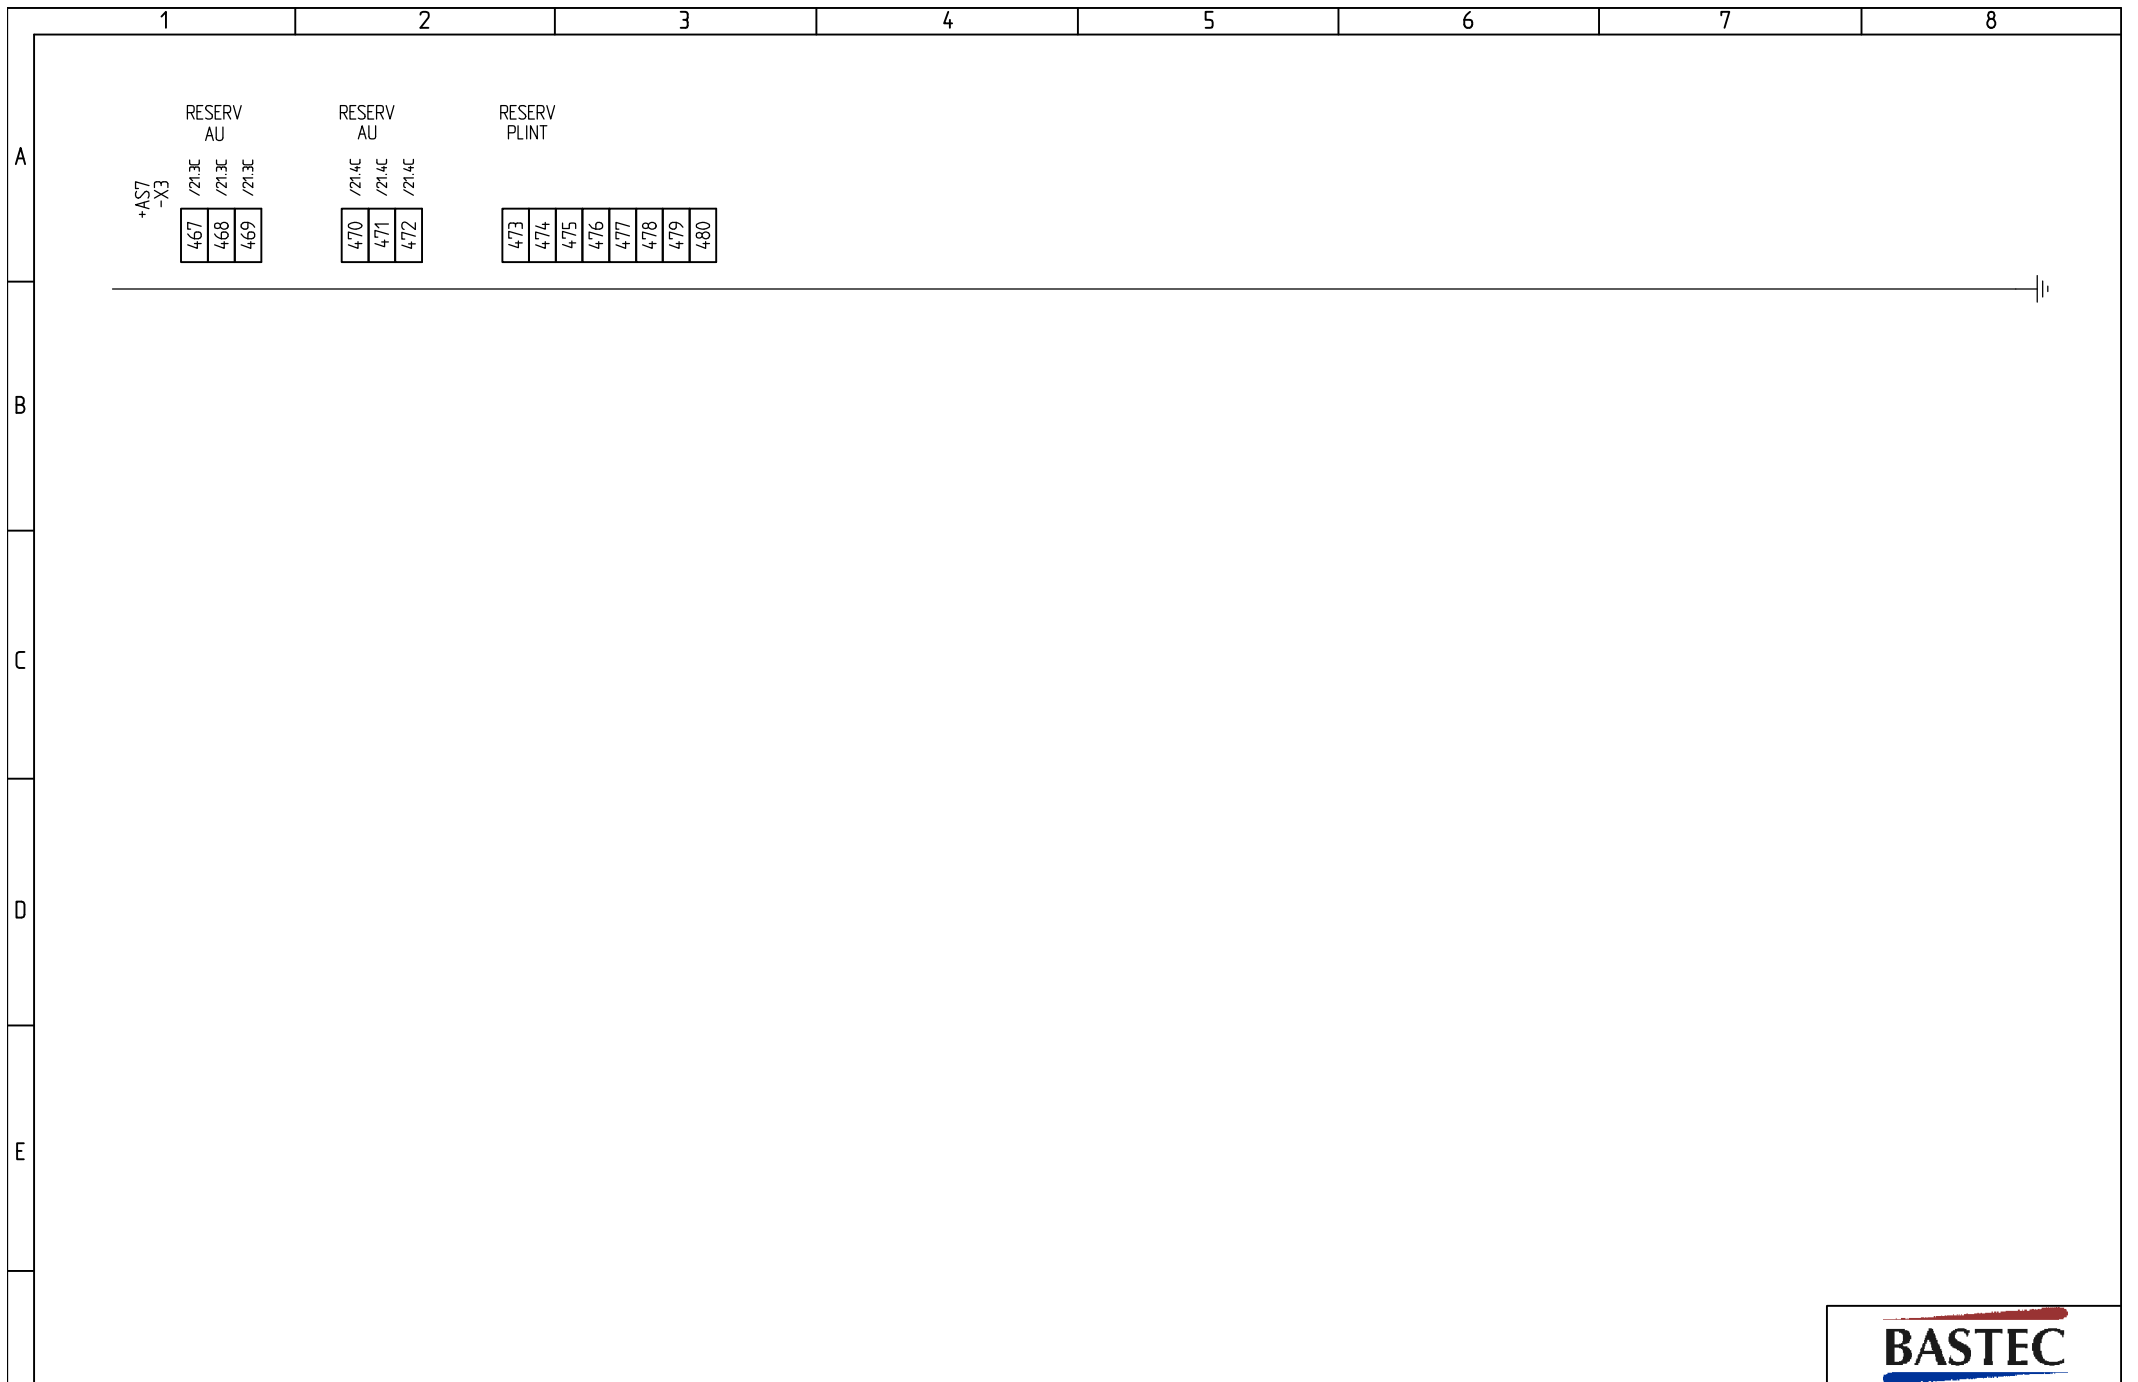 1 2 3 4 5 6 7 8
RESERV
AU
RESERV
AU
RESERV
PLINT
A
+AS7
-X3
/21.3C /21.3C /21.3C
/21.4C /21.4C /21.4C
467 468 469
470 471 472
473 474 475 476 477 478 479 480
B
C
D
E
BASTEC